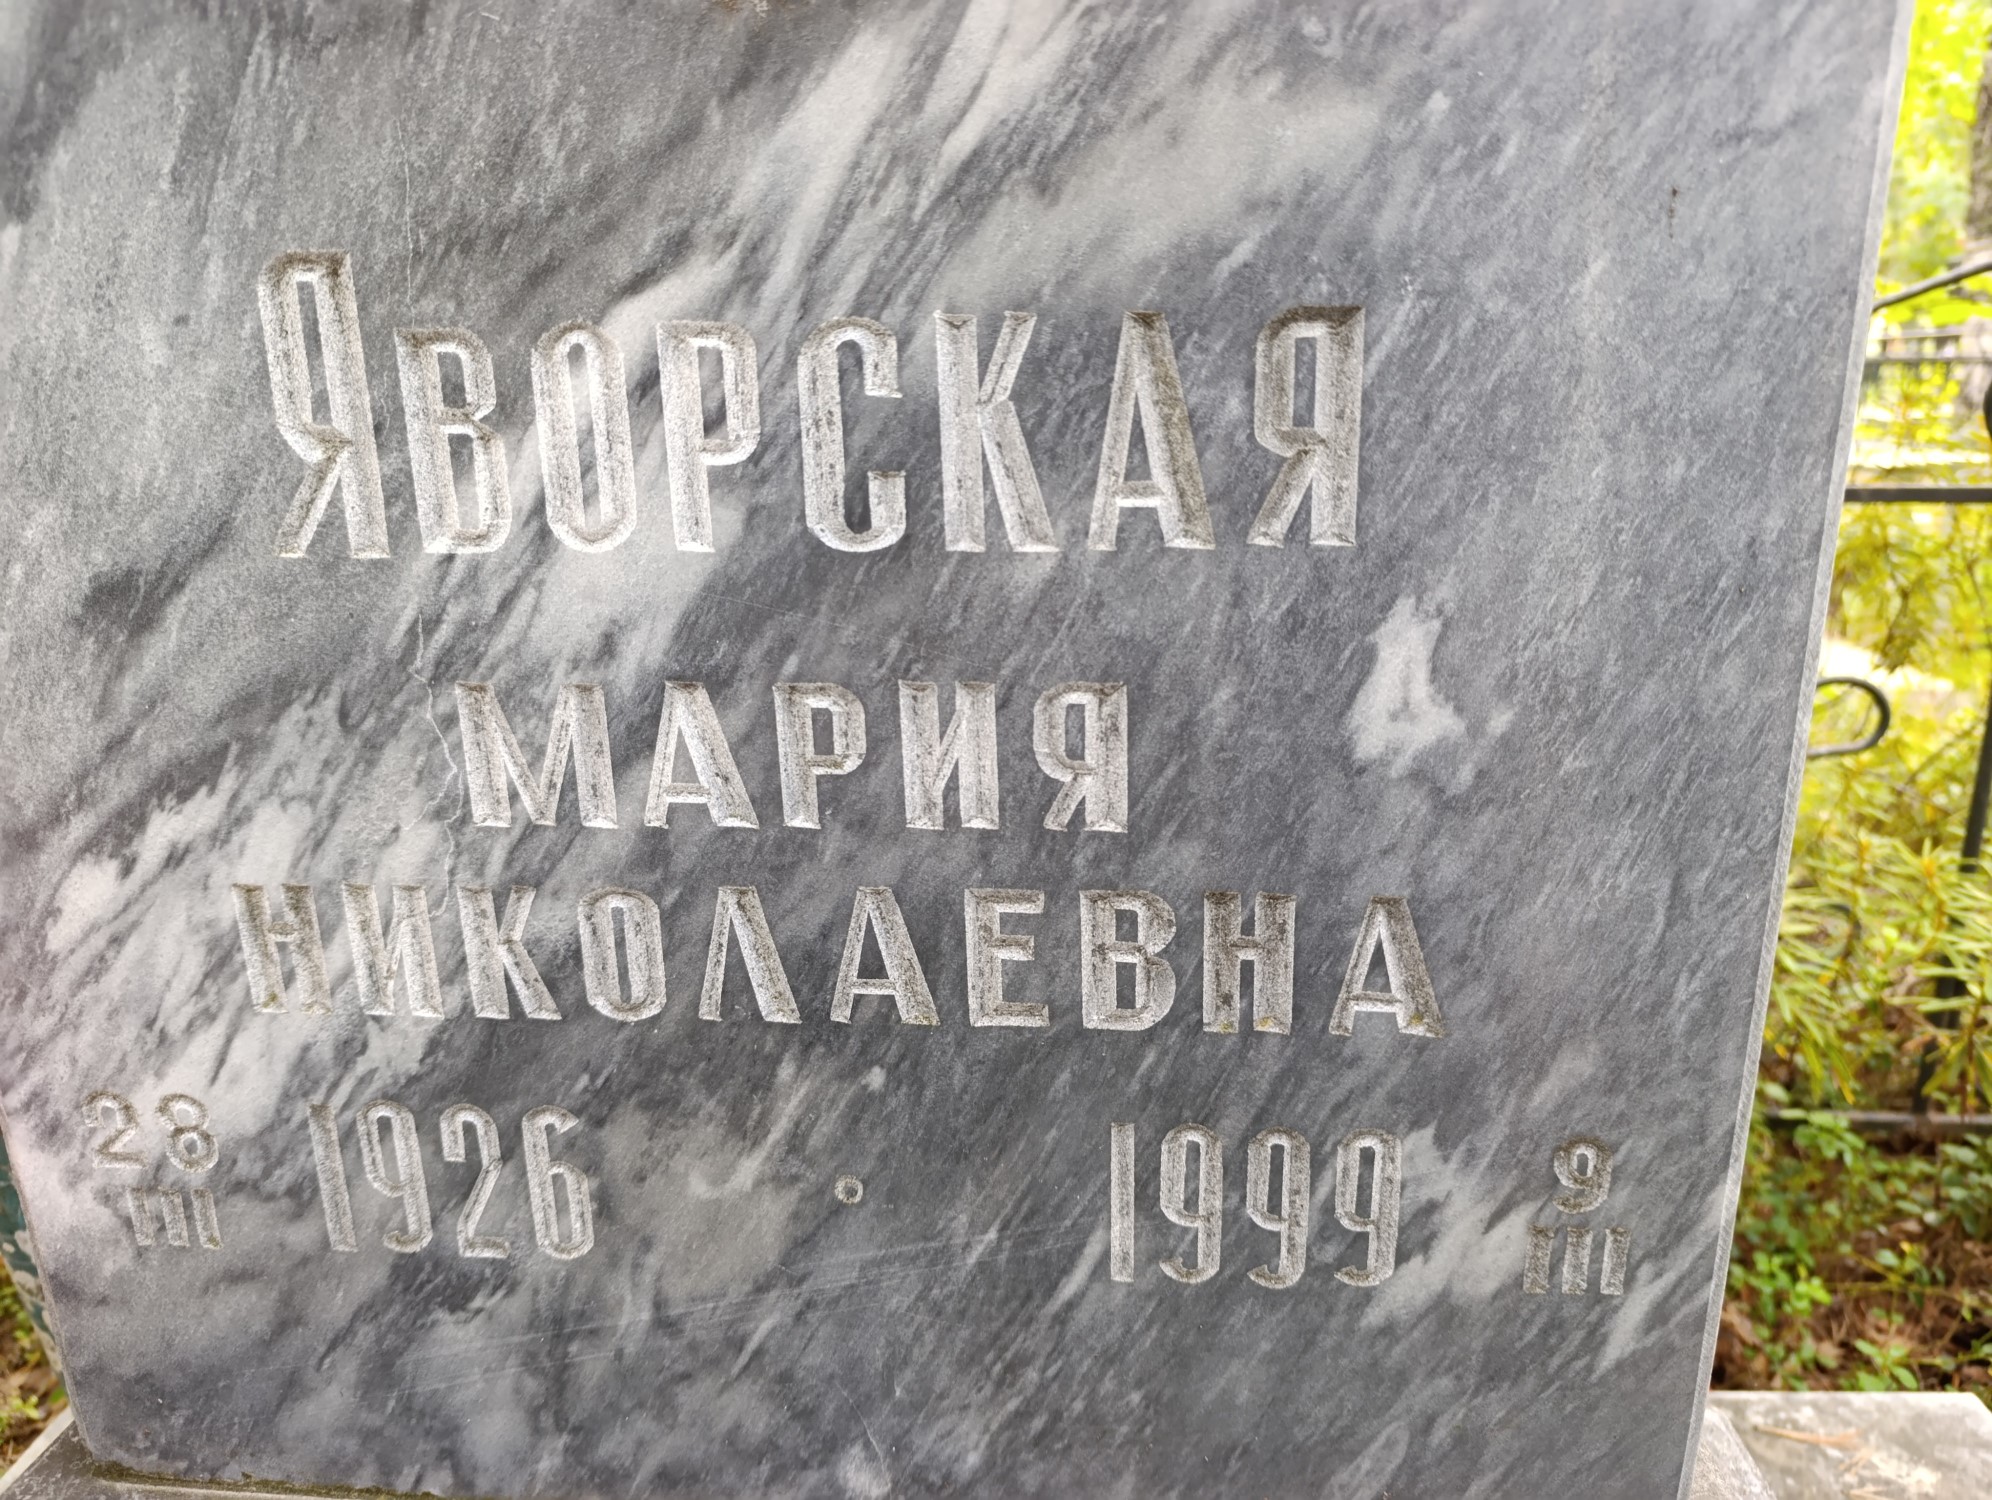 ЯВОРСКАЯ
МАРИЯ
НИКОЛАЕВНА
28 III 1926 · 1999 9 III